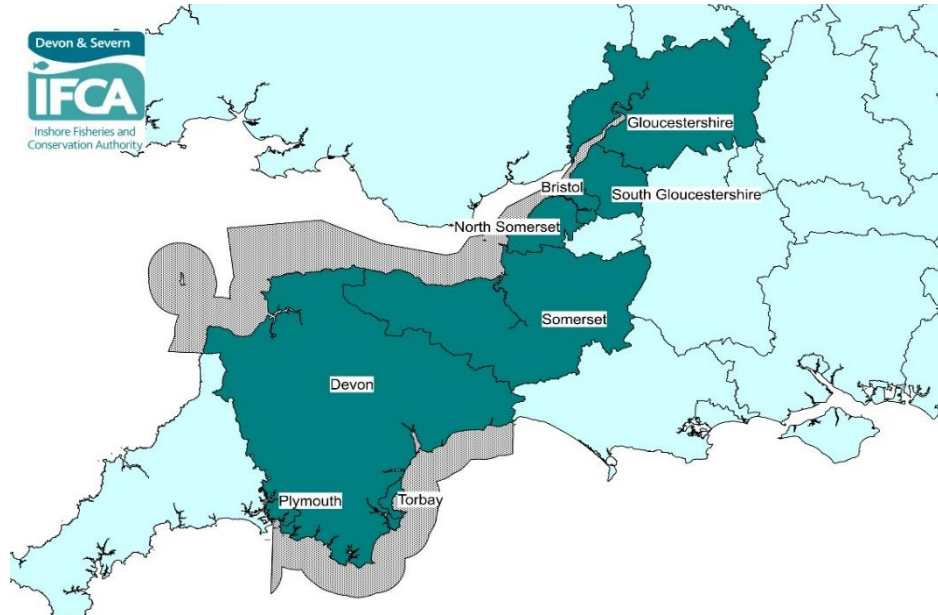 Devon & Severn
IFCA
Inshore Fisheries and
Conservation Authority
Gloucestershire
Bristol
South Gloucestershire
North Somerset
Somerset
Devon
Plymouth
Torbay